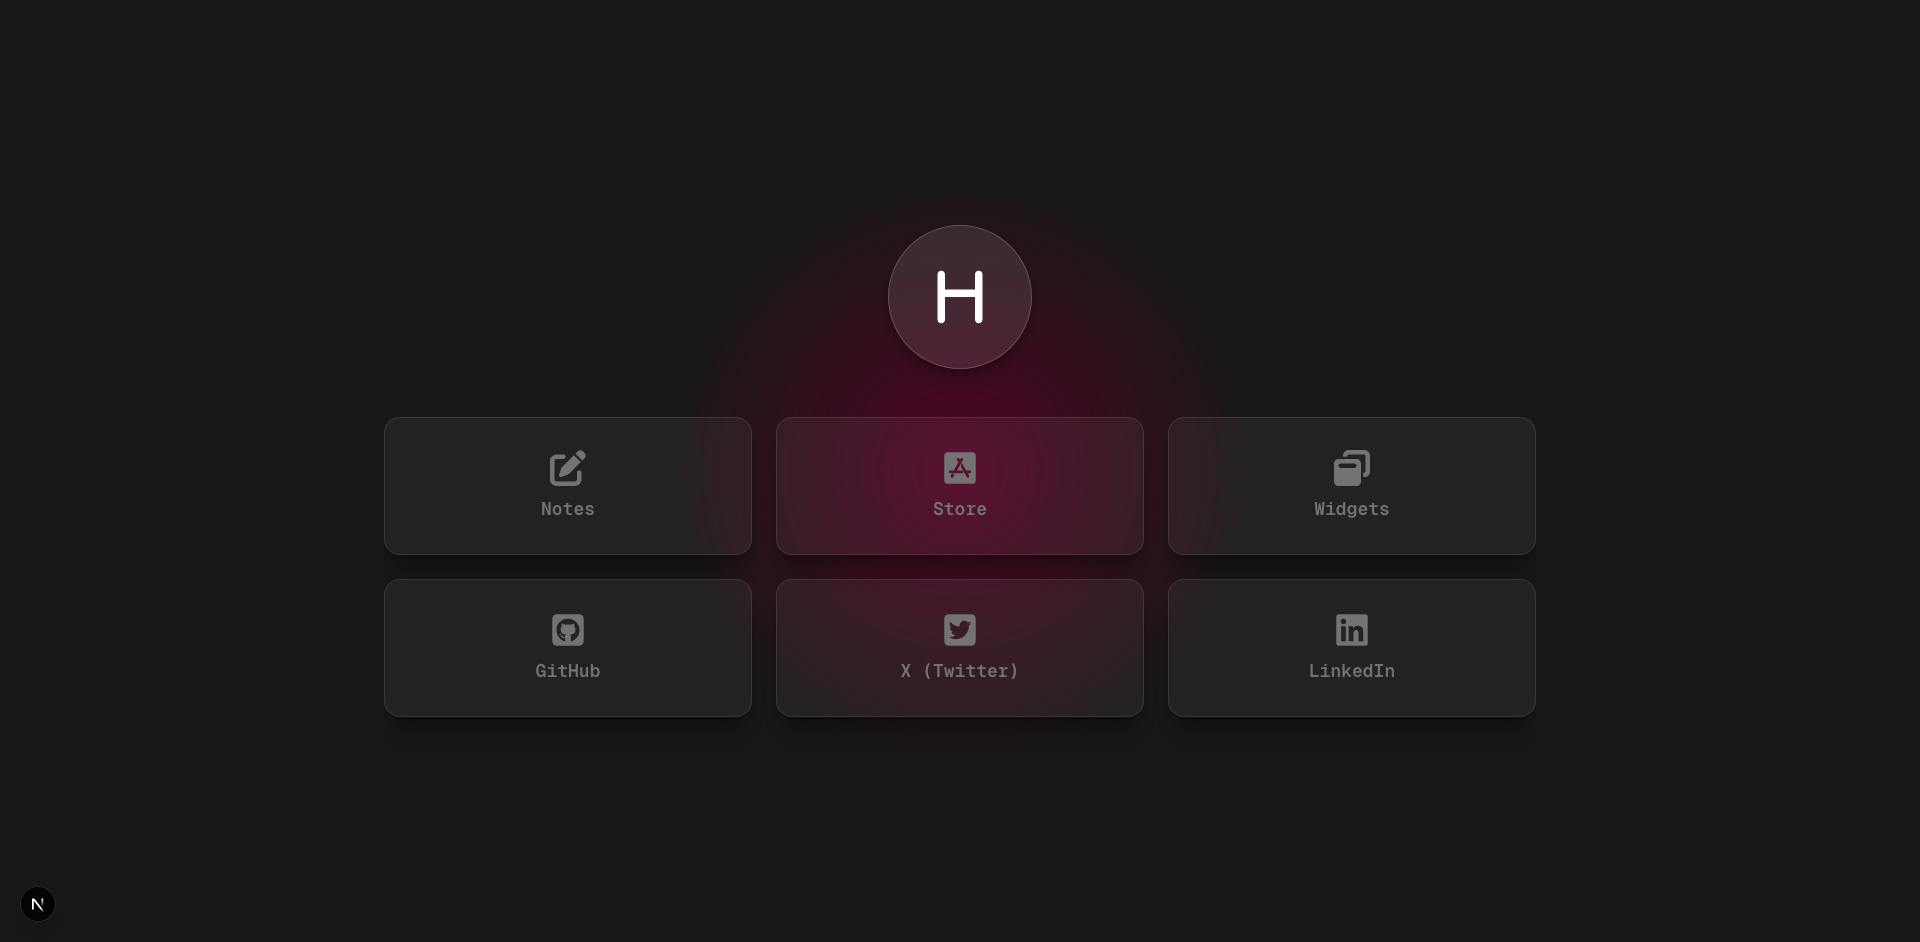 H
Notes
Store
Widgets
GitHub
X (Twitter)
LinkedIn
N